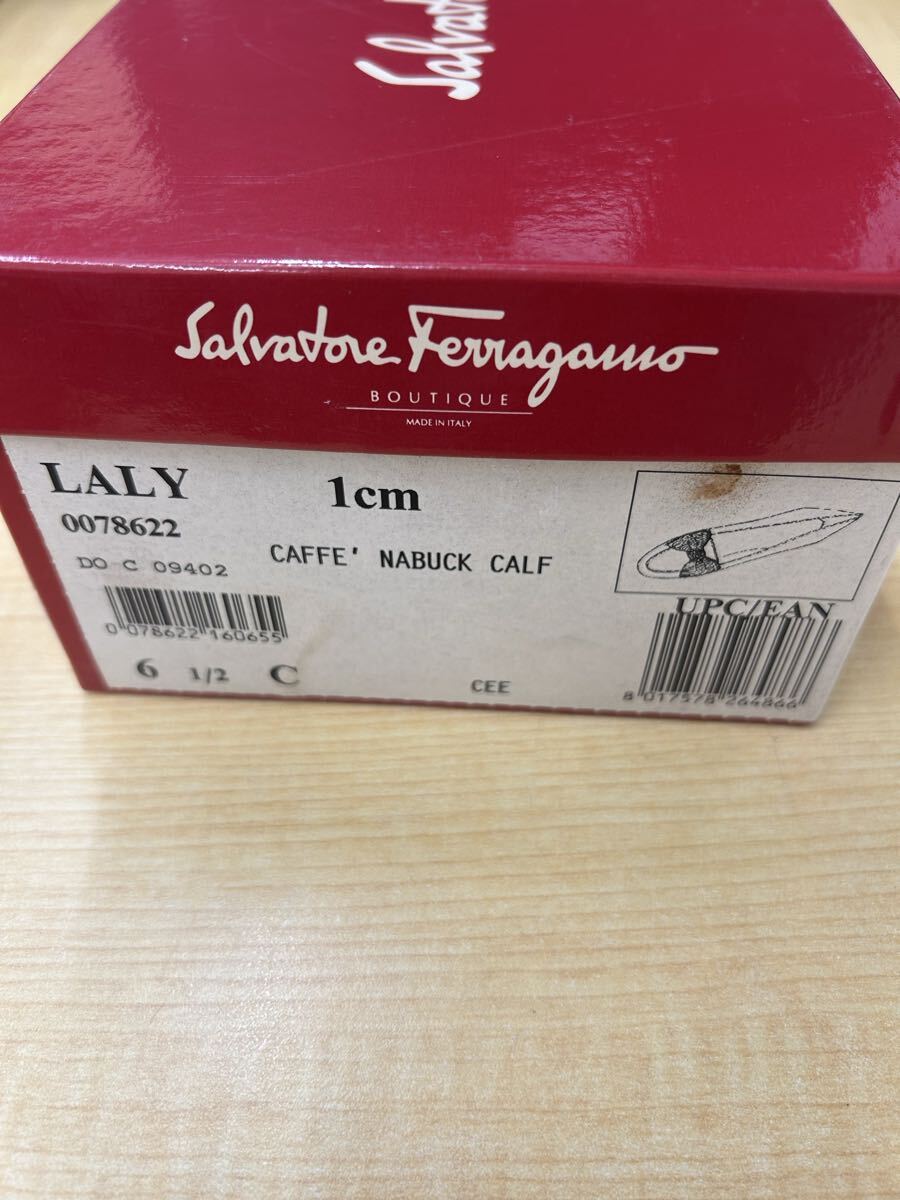 Salvatore Ferragamo
BOUTIQUE
MADE IN ITALY
LALY
1cm
0078622
CAFFE' NABUCK CALF
DO C 09402
UPC/EAN
0 078622 160655
6 1/2 C
CEE
8 017578 264866